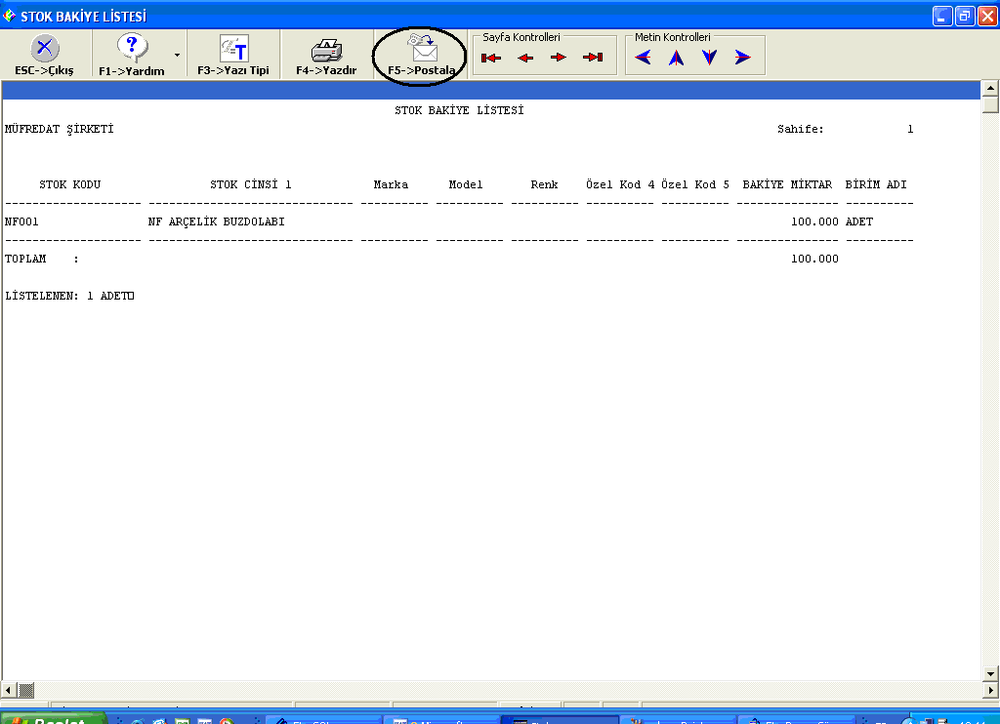 STOK BAKİYE LİSTESİ
Sayfa Kontrolleri Metin Kontrolleri
ESC->Çıkış F1->Yardım F3->Yazı Tipi F4->Yazdır F5->Postala
STOK BAKİYE LİSTESİ
MÜFREDAT ŞİRKETİ Sahife: 1
STOK KODU STOK CİNSİ 1 Marka Model Renk Özel Kod 4 Özel Kod 5 BAKİYE MİKTAR BİRİM ADI
-------------------- ------------------------------ ---------- ---------- ---------- ---------- ---------- --------------- ----------
NF001 NF ARÇELİK BUZDOLABI 100.000 ADET
-------------------- ------------------------------ ---------- ---------- ---------- ---------- ---------- --------------- ----------
TOPLAM : 100.000
LİSTELENEN: 1 ADET